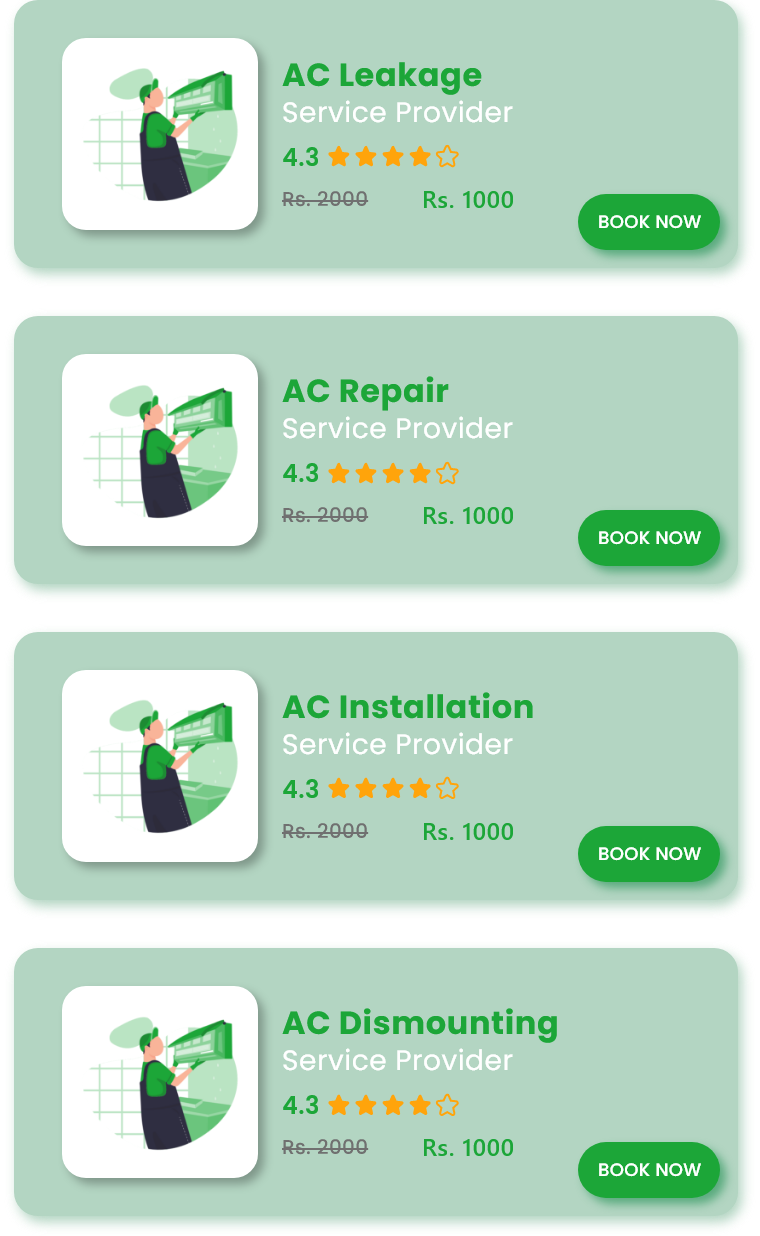 AC Leakage
Service Provider
4.3
Rs. 2000 Rs. 1000
BOOK NOW
AC Repair
Service Provider
4.3
Rs. 2000 Rs. 1000
BOOK NOW
AC Installation
Service Provider
4.3
Rs. 2000 Rs. 1000
BOOK NOW
AC Dismounting
Service Provider
4.3
Rs. 2000 Rs. 1000
BOOK NOW